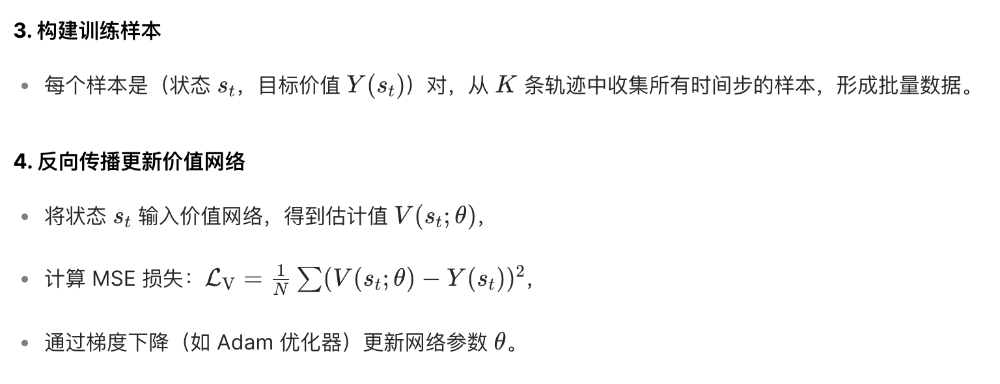 3. 构建训练样本
• 每个样本是（状态 $s_t$，目标价值 $Y(s_t)$）对，从 $K$ 条轨迹中收集所有时间步的样本，形成批量数据。
4. 反向传播更新价值网络
• 将状态 $s_t$ 输入价值网络，得到估计值 $V(s_t; \theta)$，
• 计算 MSE 损失：$\mathcal{L}_{\mathrm{V}} = \frac{1}{N} \sum (V(s_t; \theta) - Y(s_t))^2$，
• 通过梯度下降（如 Adam 优化器）更新网络参数 $\theta$。